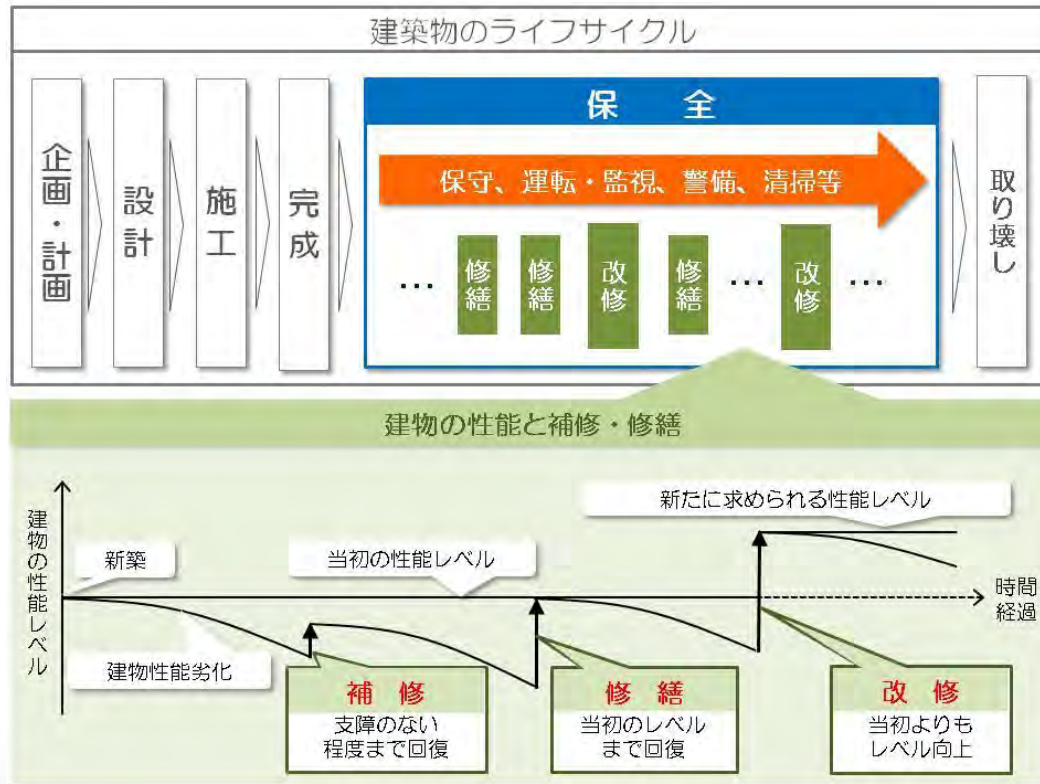 建築物のライフサイクル
企画・計画
設計
施工
完成
保 全
保守、運転・監視、警備、清掃等
…
修繕
修繕
改修
修繕
…
改修
…
取り壊し
建物の性能と補修・修繕
建物の性能レベル
新築
当初の性能レベル
新たに求められる性能レベル
時間
経過
建物性能劣化
補 修
支障のない
程度まで回復
修 繕
当初のレベル
まで回復
改 修
当初よりも
レベル向上